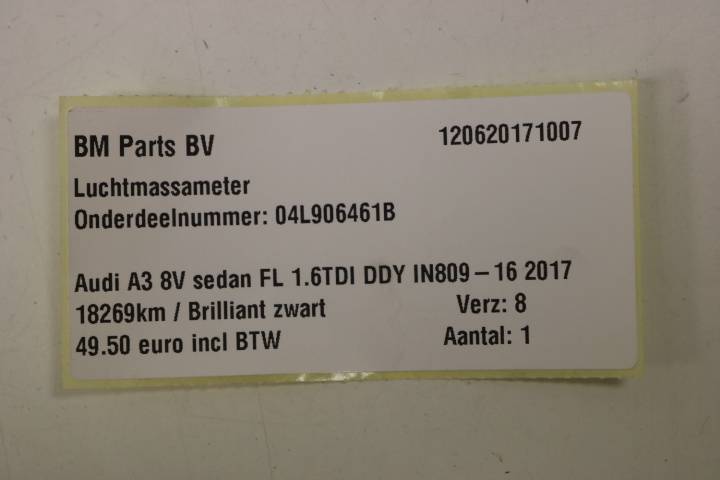 BM Parts BV 120620171007
Luchtmassameter
Onderdeelnummer: 04L906461B
Audi A3 8V sedan FL 1.6TDI DDY IN809-16 2017
18269km / Brilliant zwart Verz: 8
49.50 euro incl BTW Aantal: 1